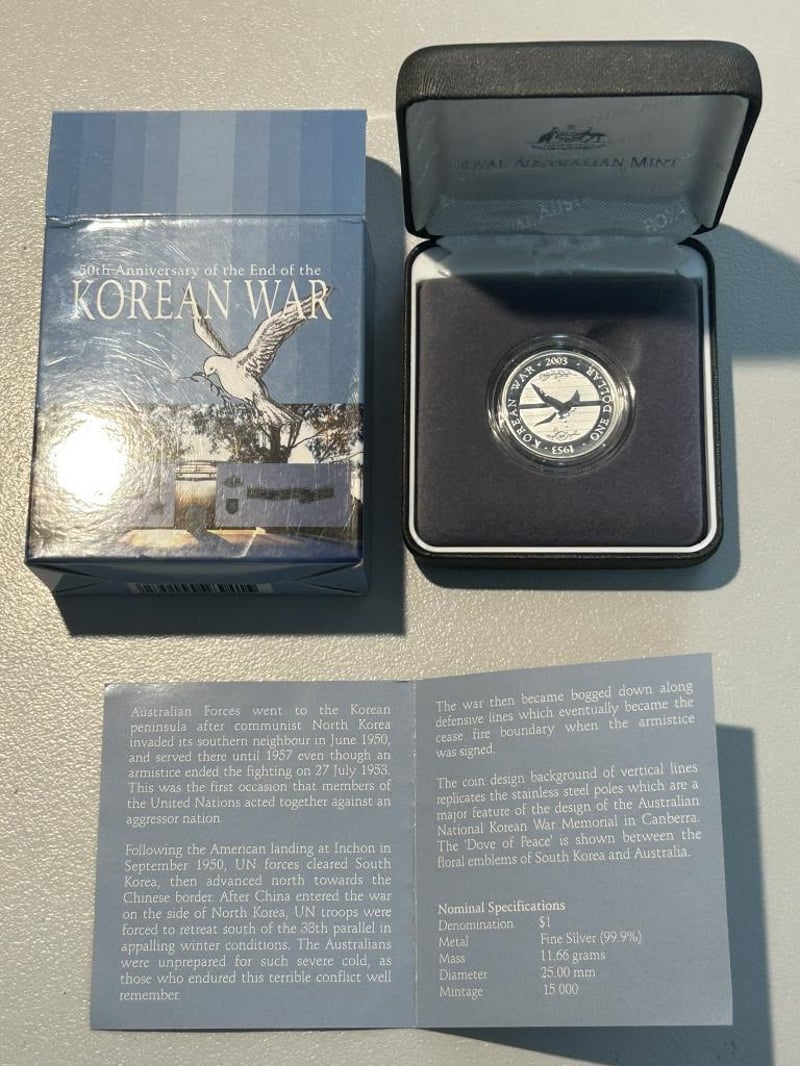 50th Anniversary of the End of the
KOREAN WAR
ROYAL AUSTRALIAN MINT
KOREAN WAR · 2003 · ONE DOLLAR · 1953 ·
Australian Forces went to the Korean
peninsula after communist North Korea
invaded its southern neighbour in June 1950,
and served there until 1957 even though an
armistice ended the fighting on 27 July 1953.
This was the first occasion that members of
the United Nations acted together against an
aggressor nation.
Following the American landing at Inchon in
September 1950, UN forces cleared South
Korea, then advanced north towards the
Chinese border. After China entered the war
on the side of North Korea, UN troops were
forced to retreat south of the 38th parallel in
appalling winter conditions. The Australians
were unprepared for such severe cold, as
those who endured this terrible conflict well
remember.
The war then became bogged down along
defensive lines which eventually became the
cease fire boundary when the armistice
was signed.
The coin design background of vertical lines
replicates the stainless steel poles which are a
major feature of the design of the Australian
National Korean War Memorial in Canberra.
The 'Dove of Peace' is shown between the
floral emblems of South Korea and Australia.
Nominal Specifications
Denomination $1
Metal Fine Silver (99.9%)
Mass 11.66 grams
Diameter 25.00 mm
Mintage 15 000